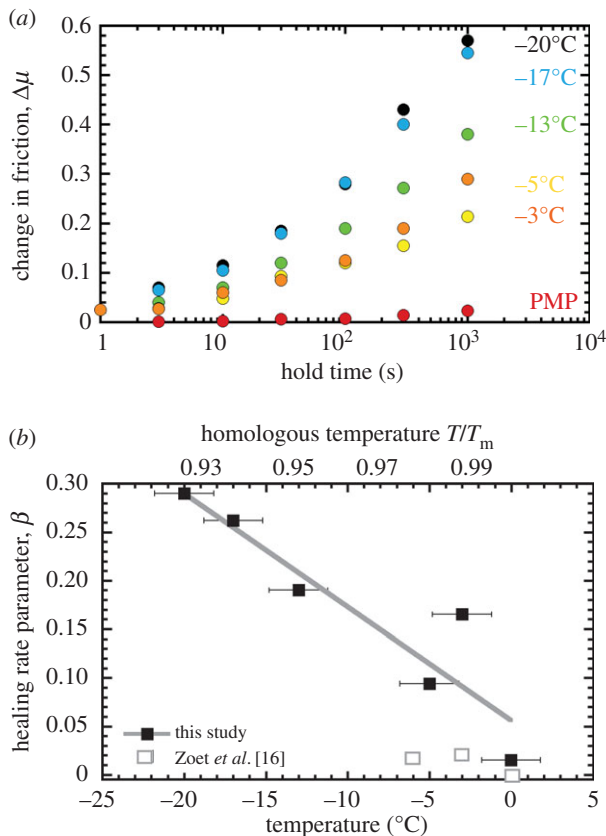 (a)
0.6
0.5
0.4
0.3
0.2
0.1
0
change in friction, Δμ
–20°C
–17°C
–13°C
–5°C
–3°C
PMP
1 10 10² 10³ 10⁴
hold time (s)
(b)
homologous temperature T/Tm
0.93 0.95 0.97 0.99
0.30
0.25
0.20
0.15
0.10
0.05
0
healing rate parameter, β
this study
Zoet et al. [16]
–25 –20 –15 –10 –5 0 5
temperature (°C)